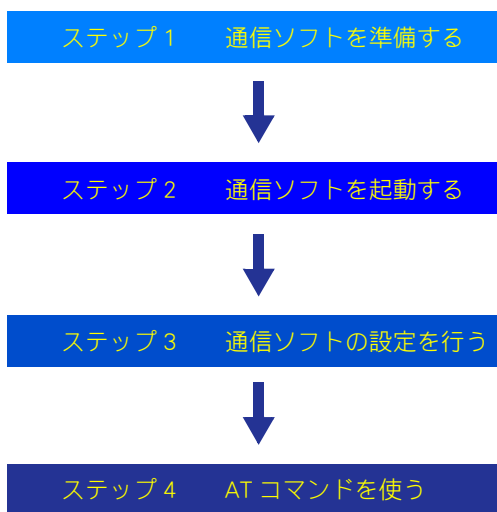 ステップ 1　　通信ソフトを準備する
ステップ 2　　通信ソフトを起動する
ステップ 3　　通信ソフトの設定を行う
ステップ 4　　AT コマンドを使う